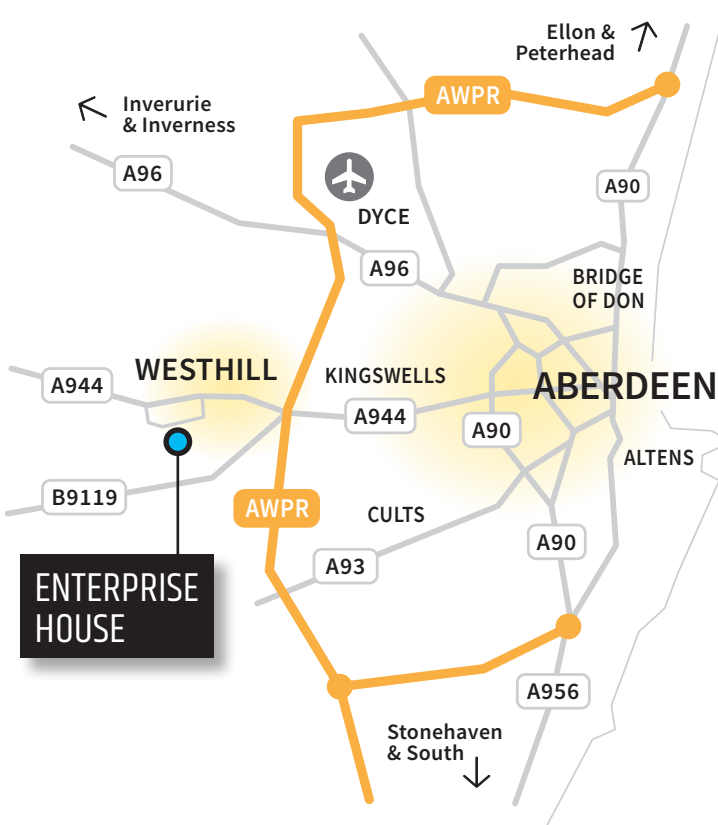 Ellon &
Peterhead
AWPR
Inverurie
& Inverness
A96
A90
DYCE
A96
BRIDGE
OF DON
WESTHILL
KINGSWELLS
A944
ABERDEEN
A944
A90
ALTENS
B9119
AWPR
CULTS
A90
A93
ENTERPRISE
HOUSE
A956
Stonehaven
& South